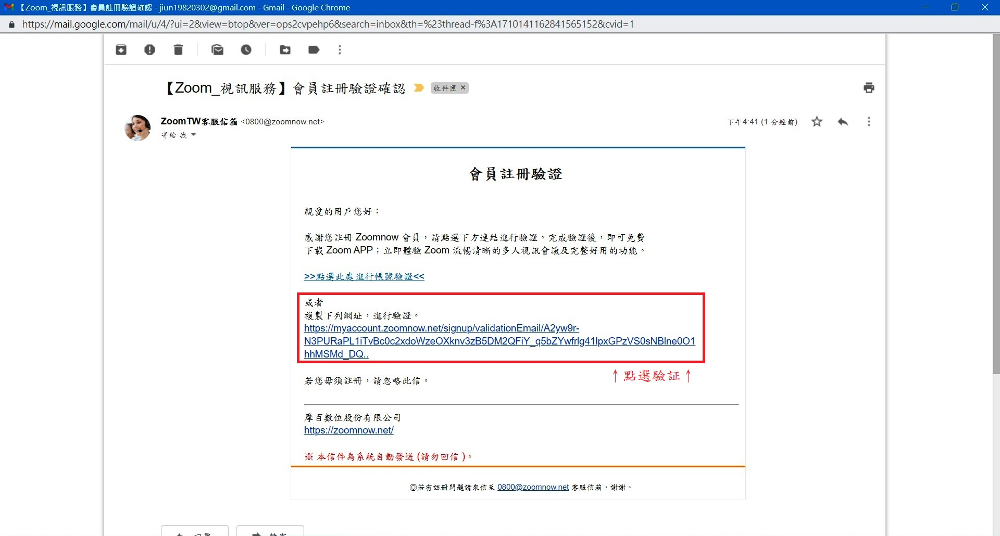 【Zoom_視訊服務】會員註冊驗證確認 - jiun19820302@gmail.com - Gmail - Google Chrome
https://mail.google.com/mail/u/4/?ui=2&view=btop&ver=ops2cvpehp6&search=inbox&th=%23thread-f%3A1710141162841565152&cvid=1
【Zoom_視訊服務】會員註冊驗證確認 收件匣 ×
ZoomTW客服信箱 <0800@zoomnow.net> 下午4:41 (1 分鐘前)
寄給 我
會員註冊驗證
親愛的用戶您好：
感謝您註冊 Zoomnow 會員，請點選下方連結進行驗證。完成驗證後，即可免費
下載 Zoom APP；立即體驗 Zoom 流暢清晰的多人視訊會議及完整好用的功能。
>>點選此處進行帳號驗證<<
或者
複製下列網址，進行驗證。
https://myaccount.zoomnow.net/signup/validationEmail/A2yw9r-
N3PURaPL1iTvBc0c2xdoWzeOXknv3zB5DM2QFiY_q5bZYwfrlg41lpxGPzVS0sNBlne0O1
hhMSMd_DQ..
↑點選驗証↑
若您毋須註冊，請忽略此信。
摩百數位股份有限公司
https://zoomnow.net/
※ 本信件為系統自動發送 (請勿回信 )。
◎若有註冊問題請來信至 0800@zoomnow.net 客服信箱，謝謝。